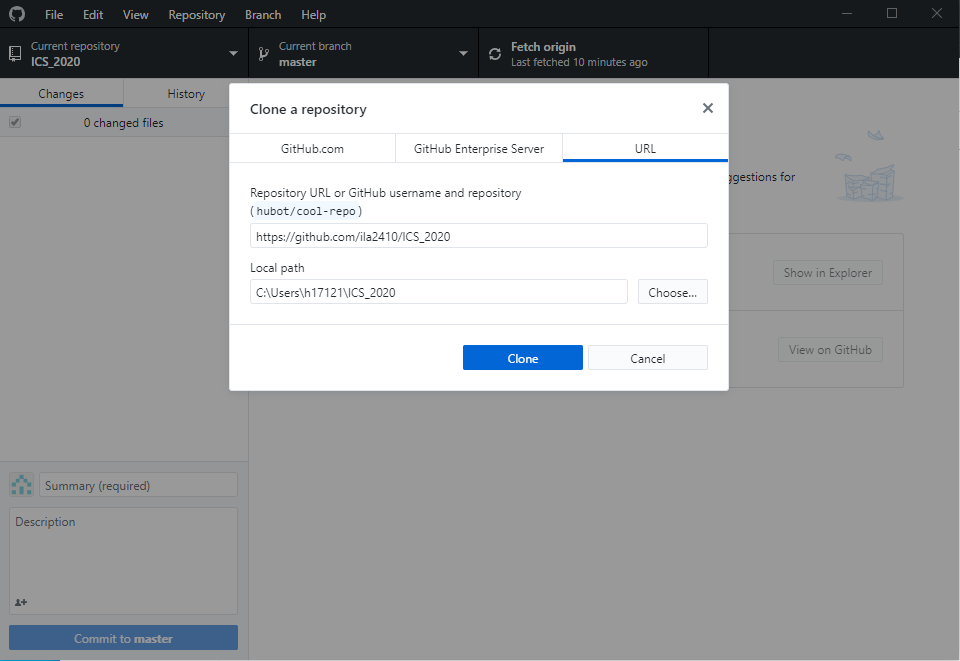 File Edit View Repository Branch Help
Current repository
ICS_2020
Current branch
master
Fetch origin
Last fetched 10 minutes ago
Changes History
0 changed files
Clone a repository
GitHub.com GitHub Enterprise Server URL
Repository URL or GitHub username and repository
(hubot/cool-repo)
https://github.com/ila2410/ICS_2020
Local path
C:\Users\h17121\ICS_2020 Choose...
Clone Cancel
ggestions for
Show in Explorer
View on GitHub
Summary (required)
Description
Commit to master